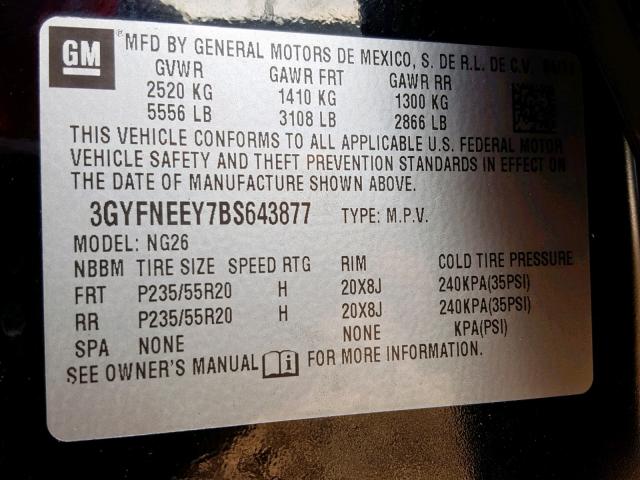 GM
® MFD BY GENERAL MOTORS DE MEXICO, S. DE R.L. DE C.V.
GVWR GAWR FRT GAWR RR
2520 KG 1410 KG 1300 KG
5556 LB 3108 LB 2866 LB
THIS VEHICLE CONFORMS TO ALL APPLICABLE U.S. FEDERAL MOTOR
VEHICLE SAFETY AND THEFT PREVENTION STANDARDS IN EFFECT ON
THE DATE OF MANUFACTURE SHOWN ABOVE.
3GYFNEEY7BS643877 TYPE: M.P.V.
MODEL: NG26
NBBM TIRE SIZE SPEED RTG RIM COLD TIRE PRESSURE
FRT P235/55R20 H 20X8J 240KPA(35PSI)
RR P235/55R20 H 20X8J 240KPA(35PSI)
SPA NONE NONE KPA(PSI)
SEE OWNER'S MANUAL i FOR MORE INFORMATION.